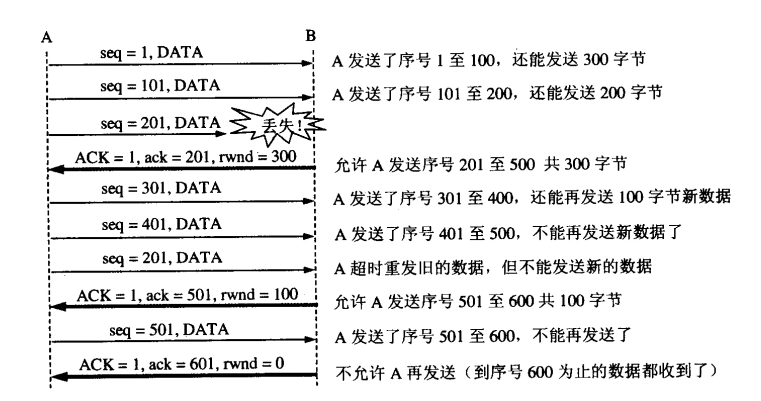 A B
seq = 1, DATA A 发送了序号 1 至 100，还能发送 300 字节
seq = 101, DATA A 发送了序号 101 至 200，还能发送 200 字节
seq = 201, DATA 丢失！
ACK = 1, ack = 201, rwnd = 300 允许 A 发送序号 201 至 500 共 300 字节
seq = 301, DATA A 发送了序号 301 至 400，还能再发送 100 字节新数据
seq = 401, DATA A 发送了序号 401 至 500，不能再发送新数据了
seq = 201, DATA A 超时重发旧的数据，但不能发送新的数据
ACK = 1, ack = 501, rwnd = 100 允许 A 发送序号 501 至 600 共 100 字节
seq = 501, DATA A 发送了序号 501 至 600，不能再发送了
ACK = 1, ack = 601, rwnd = 0 不允许 A 再发送（到序号 600 为止的数据都收到了）